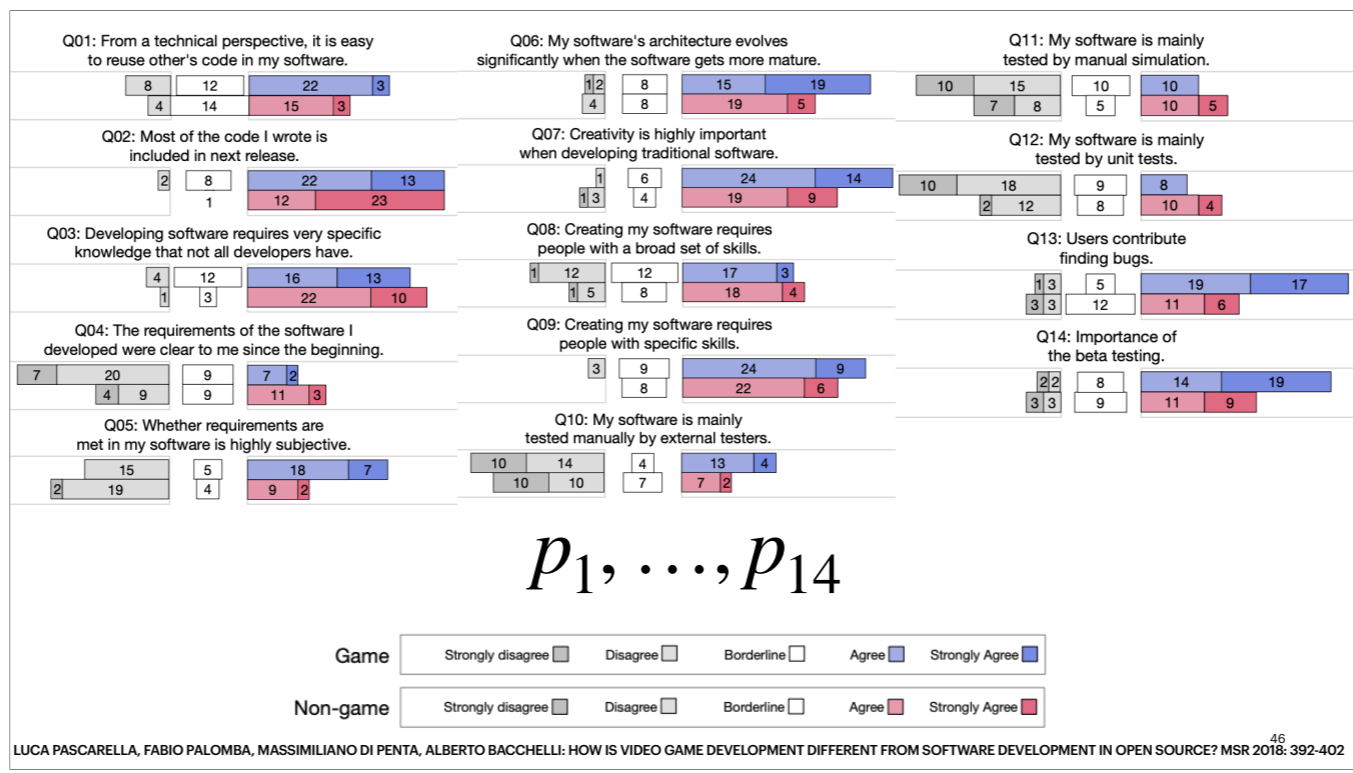 Q01: From a technical perspective, it is easy
to reuse other's code in my software.
8 12 22 3
4 14 15 3
Q02: Most of the code I wrote is
included in next release.
2 8 22 13
1 12 23
Q03: Developing software requires very specific
knowledge that not all developers have.
4 12 16 13
1 3 22 10
Q04: The requirements of the software I
developed were clear to me since the beginning.
7 20 9 7 2
4 9 9 11 3
Q05: Whether requirements are
met in my software is highly subjective.
15 5 18 7
2 19 4 9 2
Q06: My software's architecture evolves
significantly when the software gets more mature.
1 2 8 15 19
4 8 19 5
Q07: Creativity is highly important
when developing traditional software.
1 6 24 14
1 3 4 19 9
Q08: Creating my software requires
people with a broad set of skills.
1 12 12 17 3
1 5 8 18 4
Q09: Creating my software requires
people with specific skills.
3 9 24 9
8 22 6
Q10: My software is mainly
tested manually by external testers.
10 14 4 13 4
10 10 7 7 2
Q11: My software is mainly
tested by manual simulation.
10 15 10 10
7 8 5 10 5
Q12: My software is mainly
tested by unit tests.
10 18 9 8
2 12 8 10 4
Q13: Users contribute
finding bugs.
1 3 5 19 17
3 3 12 11 6
Q14: Importance of
the beta testing.
2 2 8 14 19
3 3 9 11 9
p1, …, p14
Game Strongly disagree Disagree Borderline Agree Strongly Agree
Non-game Strongly disagree Disagree Borderline Agree Strongly Agree
46
LUCA PASCARELLA, FABIO PALOMBA, MASSIMILIANO DI PENTA, ALBERTO BACCHELLI: HOW IS VIDEO GAME DEVELOPMENT DIFFERENT FROM SOFTWARE DEVELOPMENT IN OPEN SOURCE? MSR 2018: 392-402